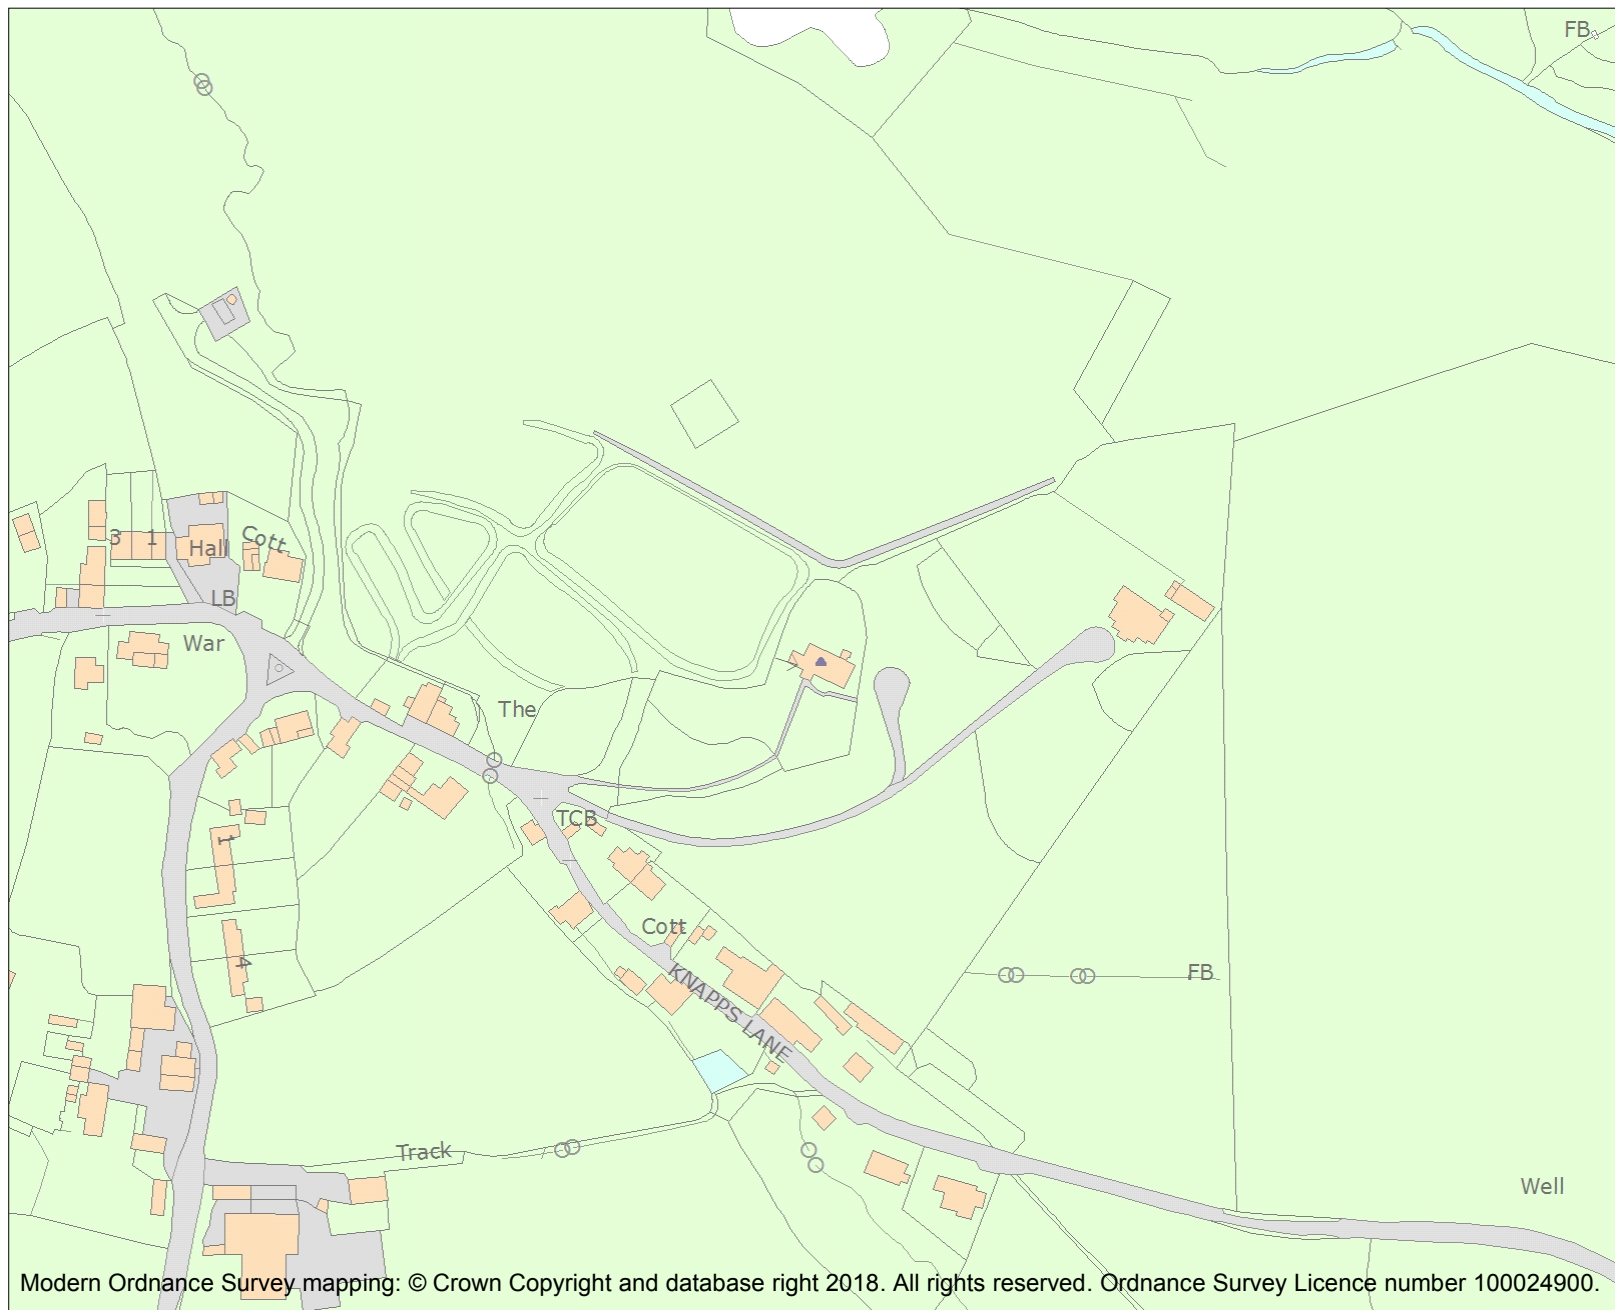 FB
3
1
Hall
Cott
LB
War
The
TCB
1
Cott
4
KNAPPS LANE
FB
Track
Well
Modern Ordnance Survey mapping: © Crown Copyright and database right 2018. All rights reserved. Ordnance Survey Licence number 100024900.